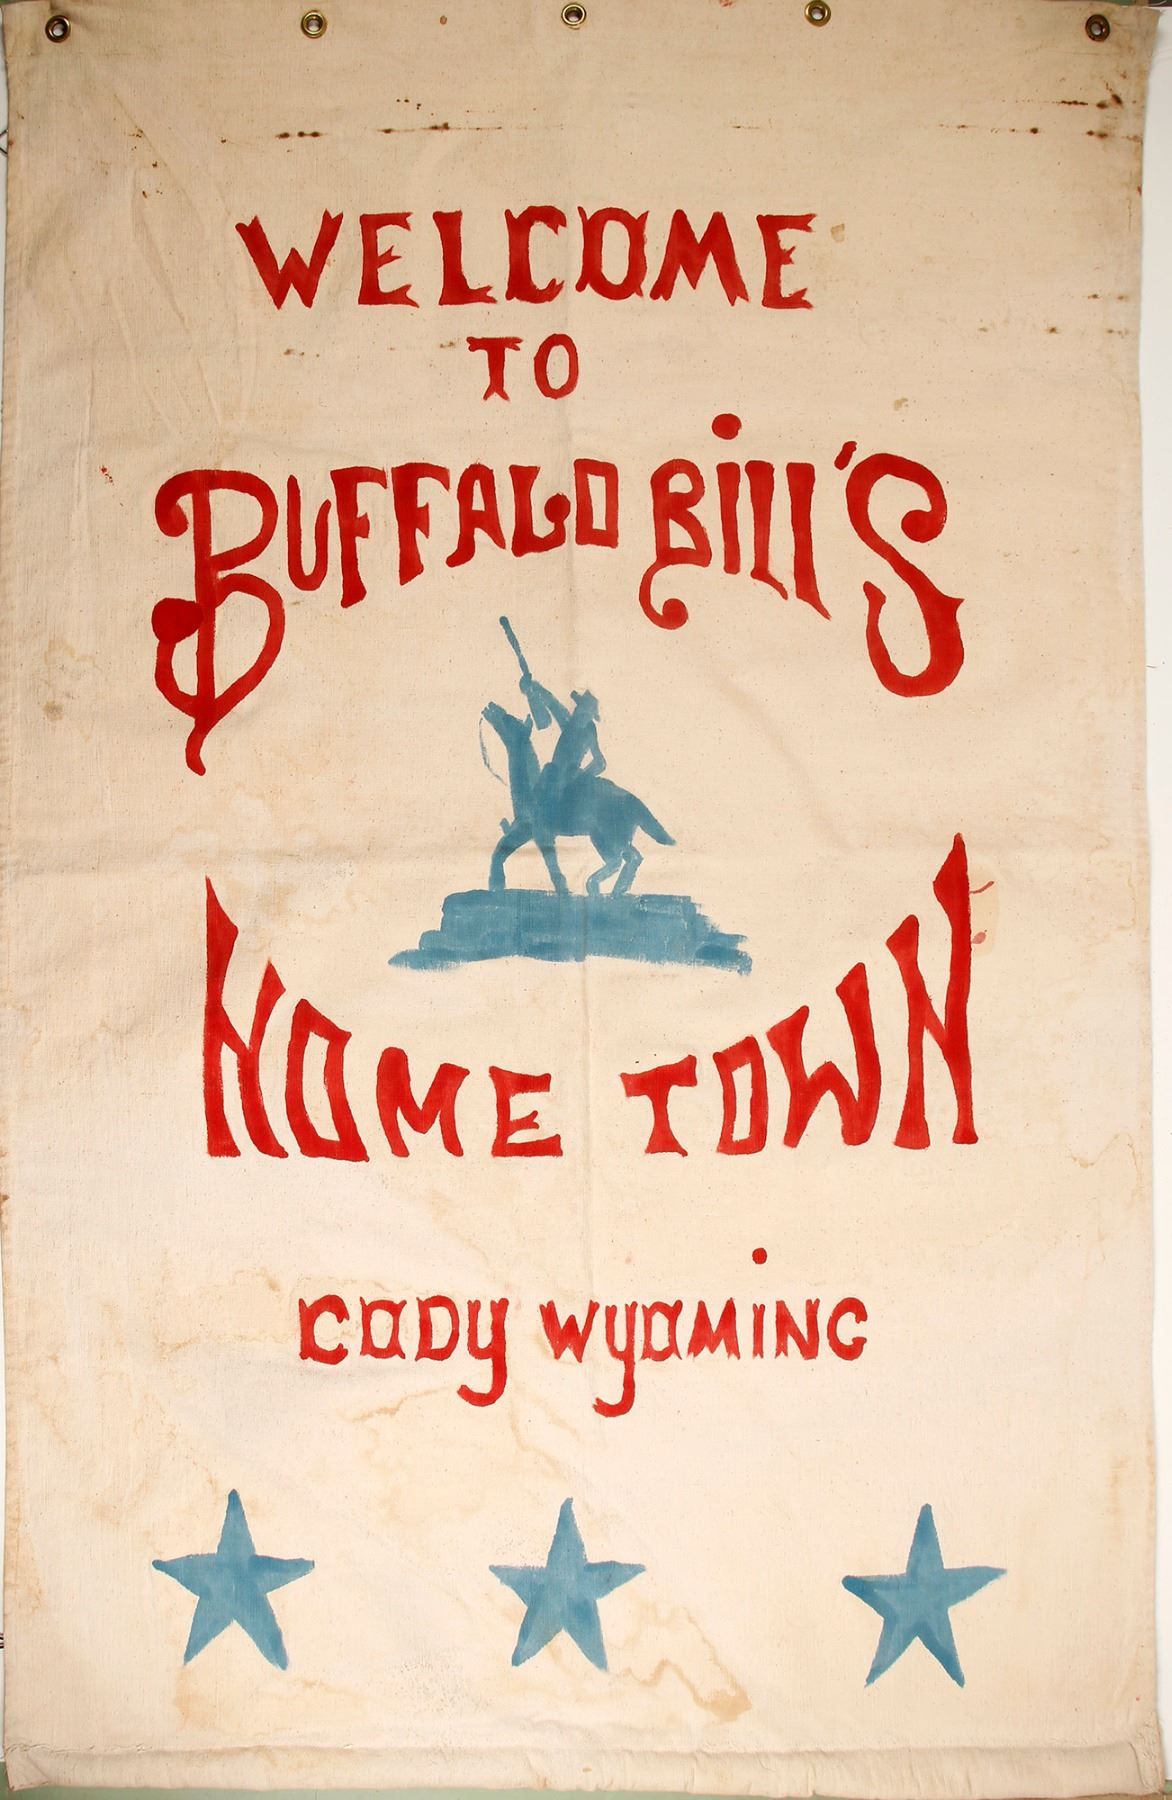 WELCOME
TO
BUFFALO BiLL'S
HOME TOWN
CODY WYOMiNG